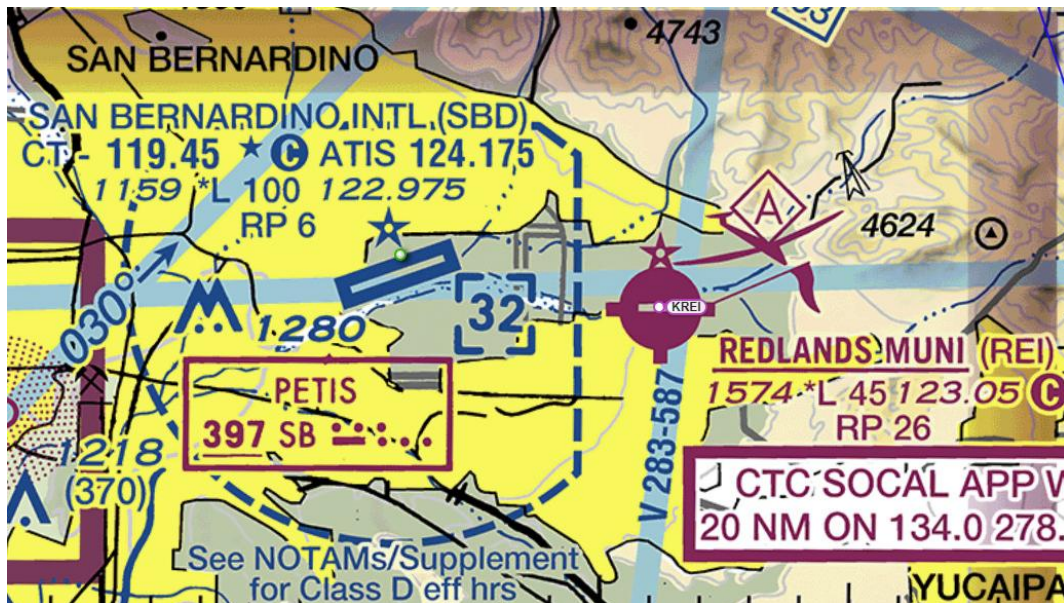 4743
SAN BERNARDINO
SAN BERNARDINO INTL (SBD)
CT - 119.45 ★ C ATIS 124.175
1159 *L 100 122.975
RP 6
A
4624
030°
32
KREI
1280
REDLANDS MUNI (REI)
1574 *L 45 123.05 C
RP 26
PETIS
397 SB
V 283-587
1218
(370)
CTC SOCAL APP
20 NM ON 134.0 278.
See NOTAMs/Supplement
for Class D eff hrs
YUCAIPA